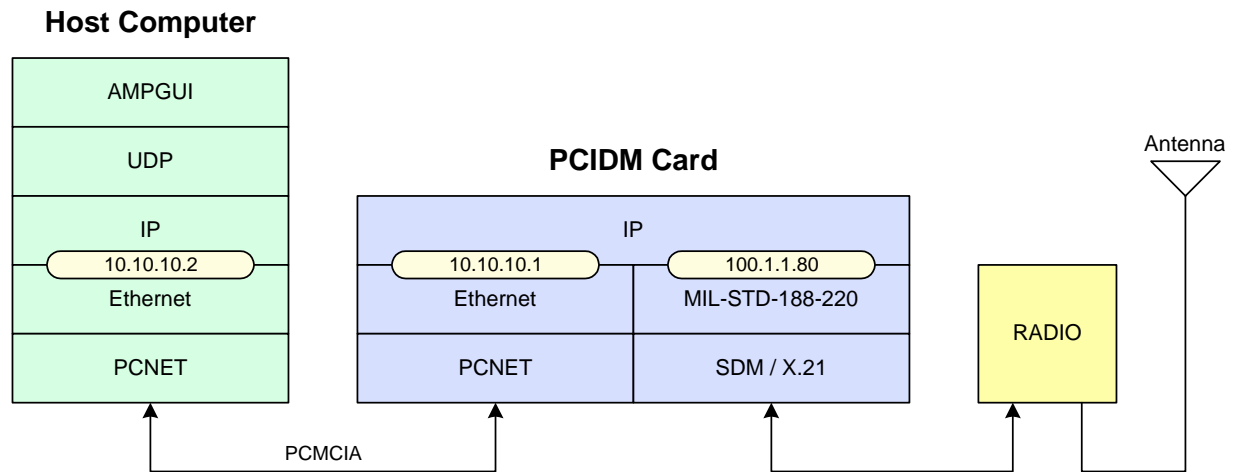 Host Computer
AMPGUI
UDP
IP
10.10.10.2
Ethernet
PCNET
PCMCIA
PCIDM Card
IP
10.10.10.1
100.1.1.80
Ethernet
MIL-STD-188-220
PCNET
SDM / X.21
RADIO
Antenna